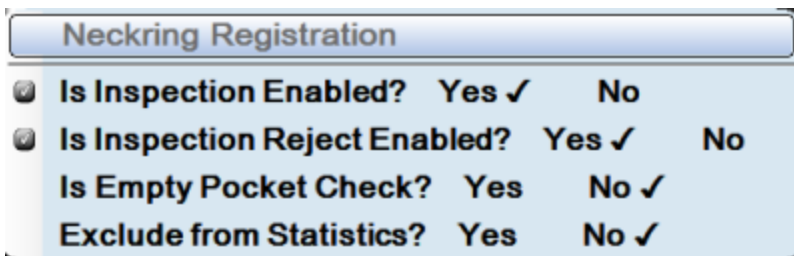 Neckring Registration
Is Inspection Enabled? Yes ✓ No
Is Inspection Reject Enabled? Yes ✓ No
Is Empty Pocket Check? Yes No ✓
Exclude from Statistics? Yes No ✓